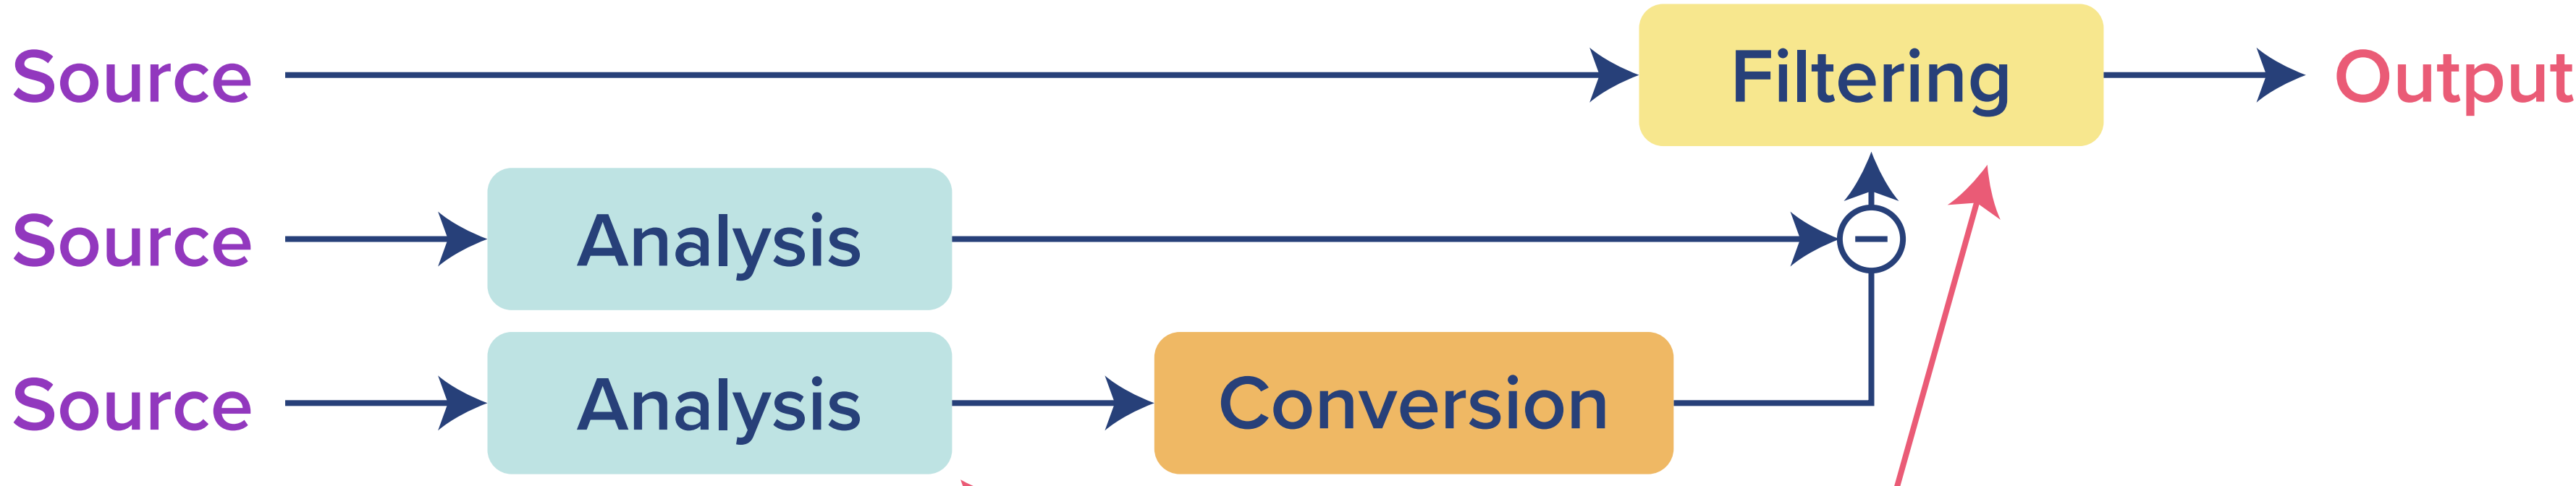 Source Filtering Output
Source Analysis −
Source Analysis Conversion